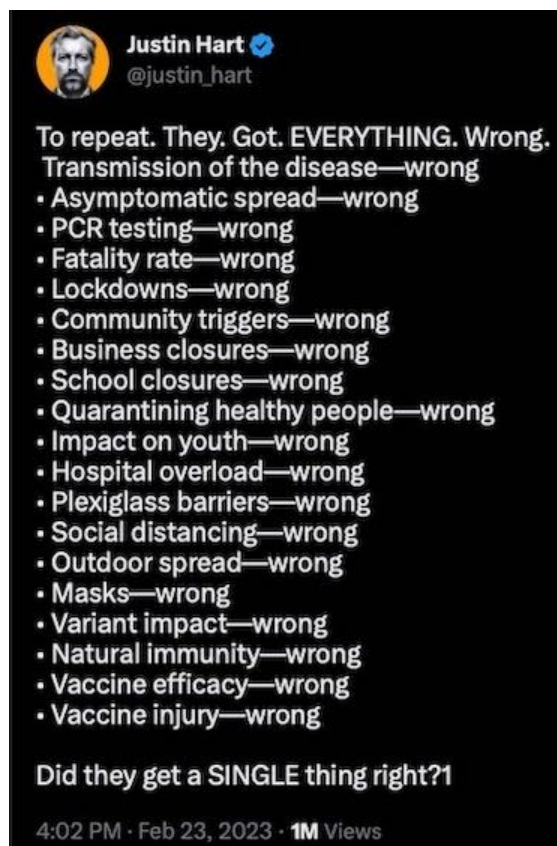 Justin Hart
@justin_hart
To repeat. They. Got. EVERYTHING. Wrong.
Transmission of the disease—wrong
• Asymptomatic spread—wrong
• PCR testing—wrong
• Fatality rate—wrong
• Lockdowns—wrong
• Community triggers—wrong
• Business closures—wrong
• School closures—wrong
• Quarantining healthy people—wrong
• Impact on youth—wrong
• Hospital overload—wrong
• Plexiglass barriers—wrong
• Social distancing—wrong
• Outdoor spread—wrong
• Masks—wrong
• Variant impact—wrong
• Natural immunity—wrong
• Vaccine efficacy—wrong
• Vaccine injury—wrong
Did they get a SINGLE thing right?1
4:02 PM · Feb 23, 2023 · 1M Views